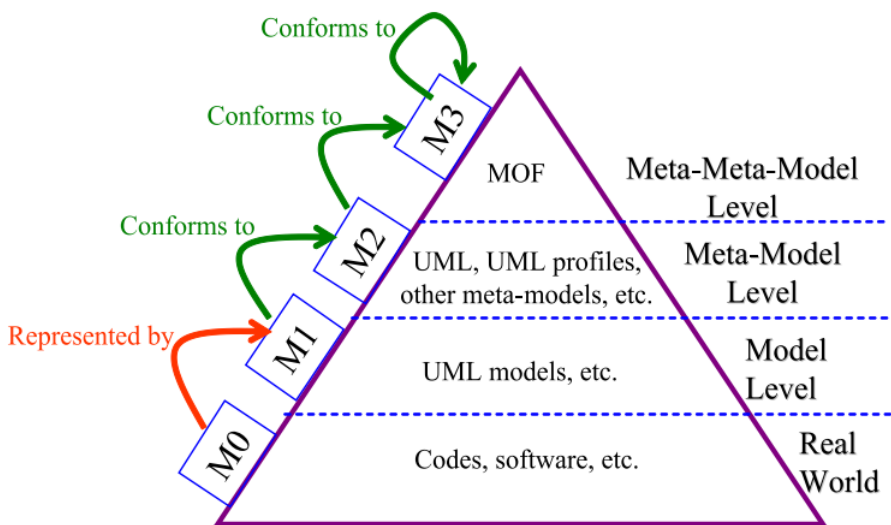 Conforms to
M3
Conforms to
MOF
Meta-Meta-Model
Level
Conforms to
M2
UML, UML profiles,
other meta-models, etc.
Meta-Model
Level
Represented by
M1
UML models, etc.
Model
Level
M0
Codes, software, etc.
Real
World